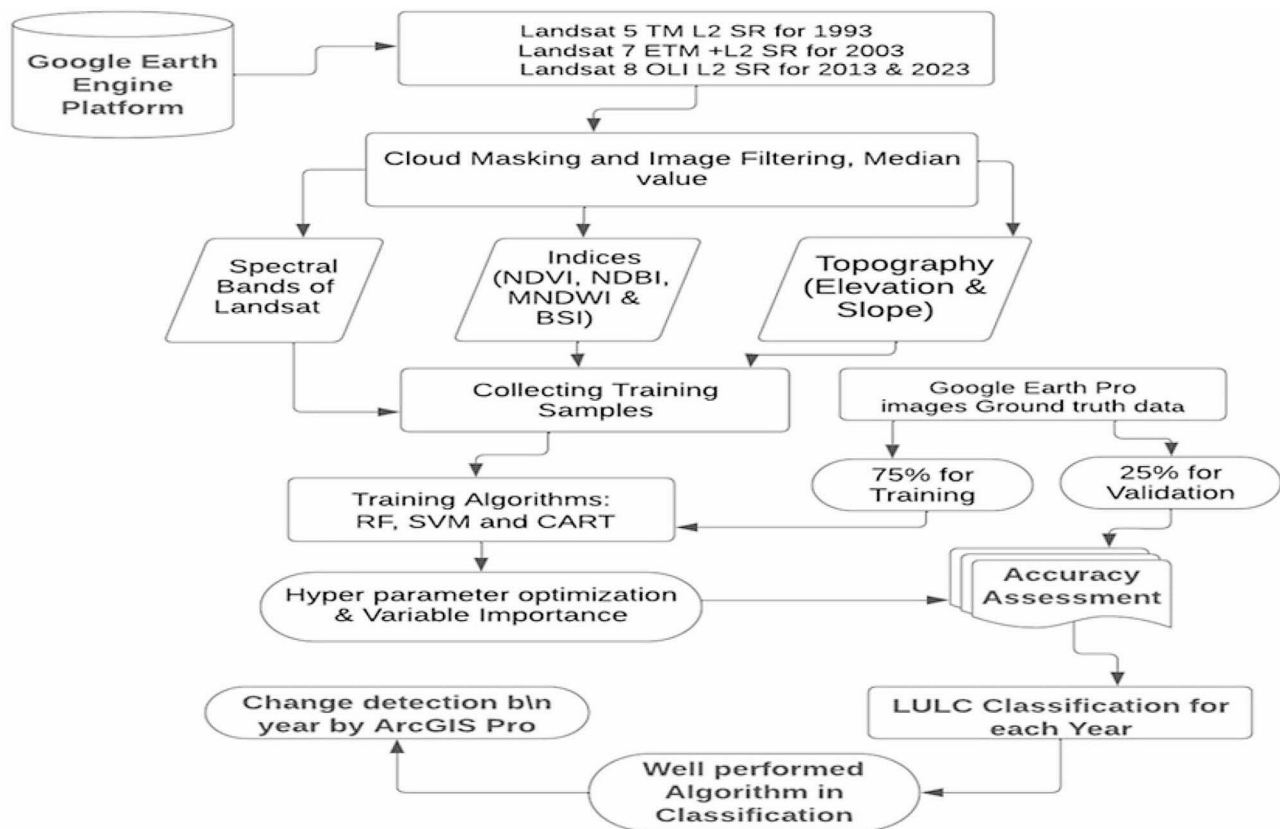 Google Earth
Engine
Platform
Landsat 5 TM L2 SR for 1993
Landsat 7 ETM +L2 SR for 2003
Landsat 8 OLI L2 SR for 2013 & 2023
Cloud Masking and Image Filtering, Median
value
Spectral
Bands of
Landsat
Indices
(NDVI, NDBI,
MNDWI &
BSI)
Topography
(Elevation &
Slope)
Collecting Training
Samples
Google Earth Pro
images Ground truth data
75% for
Training
25% for
Validation
Training Algorithms:
RF, SVM and CART
Hyper parameter optimization
& Variable Importance
Accuracy
Assessment
LULC Classification for
each Year
Well performed
Algorithm in
Classification
Change detection b\n
year by ArcGIS Pro